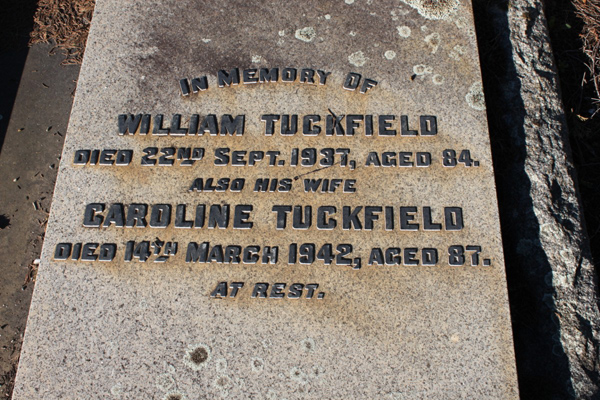 IN MEMORY OF
WILLIAM TUCKFIELD
DIED 22ND SEPT. 1937, AGED 84.
ALSO HIS WIFE
CAROLINE TUCKFIELD
DIED 14TH MARCH 1942, AGED 87.
AT REST.